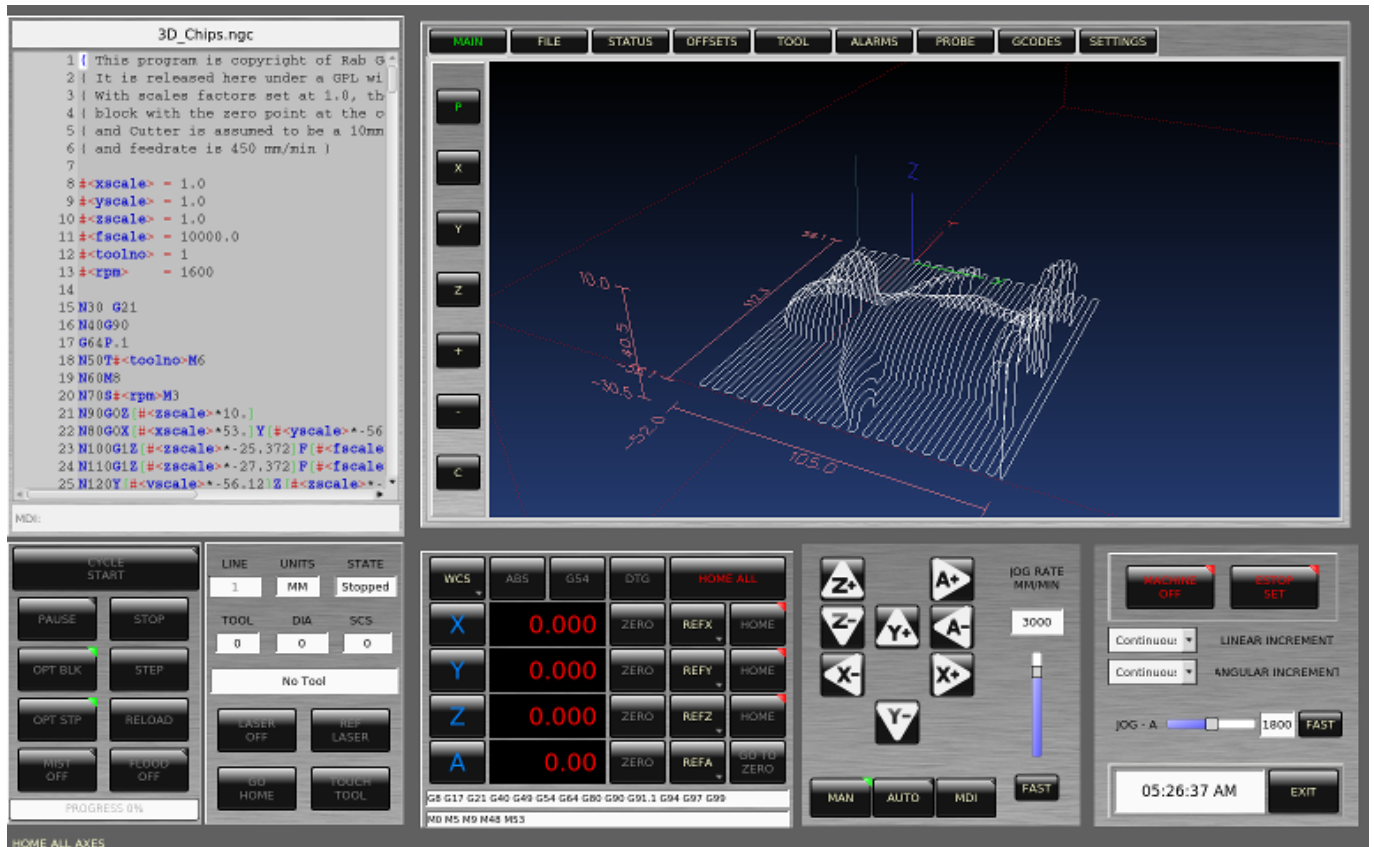 3D_Chips.ngc
1 ( This program is copyright of Rab G
2 ( It is released here under a GPL wi
3 ( With scales factors set at 1.0, th
4 ( block with the zero point at the c
5 ( and Cutter is assumed to be a 10mm
6 ( and feedrate is 450 mm/min )
7
8 #<xscale> = 1.0
9 #<yscale> = 1.0
10 #<zscale> = 1.0
11 #<fscale> = 10000.0
12 #<toolno> = 1
13 #<rpm> = 1600
14
15 N30 G21
16 N40G90
17 G64P.1
18 N50T#<toolno>M6
19 N60M8
20 N70S#<rpm>M3
21 N90G0Z[#<zscale>*10.]
22 N80G0X[#<xscale>*53.]Y[#<yscale>*-56
23 N100G1Z[#<zscale>*-25.372]F[#<fscale
24 N110G1Z[#<zscale>*-27.372]F[#<fscale
25 N120Y[#<yscale>*-56.12]Z[#<zscale>*-
MDI:
MAIN FILE STATUS OFFSETS TOOL ALARMS PROBE GCODES SETTINGS
P
X
Y
Z
+
-
C
Z
10.0
40.5
-30.5
-52.0
105.0
CYCLE
START
PAUSE STOP
OPT BLK STEP
OPT STP RELOAD
MIST
OFF
FLOOD
OFF
PROGRESS 0%
LINE UNITS STATE
1 MM Stopped
TOOL DIA SCS
0 0 0
No Tool
LASER
OFF
REF
LASER
GO
HOME
TOUCH
TOOL
WCS ABS G54 DTG HOME ALL
X 0.000 ZERO REFX HOME
Y 0.000 ZERO REFY HOME
Z 0.000 ZERO REFZ HOME
A 0.00 ZERO REFA GO TO
ZERO
G8 G17 G21 G40 G49 G54 G64 G80 G90 G91.1 G94 G97 G99
M0 M5 M9 M48 M53
Z+ A+
Z- Y+ A-
X- X+
Y-
JOG RATE
MM/MIN
3000
FAST
MAN AUTO MDI
MACHINE
OFF
ESTOP
SET
Continuou: LINEAR INCREMENT
Continuou: ANGULAR INCREMENT
JOG - A 1800 FAST
05:26:37 AM EXIT
HOME ALL AXES